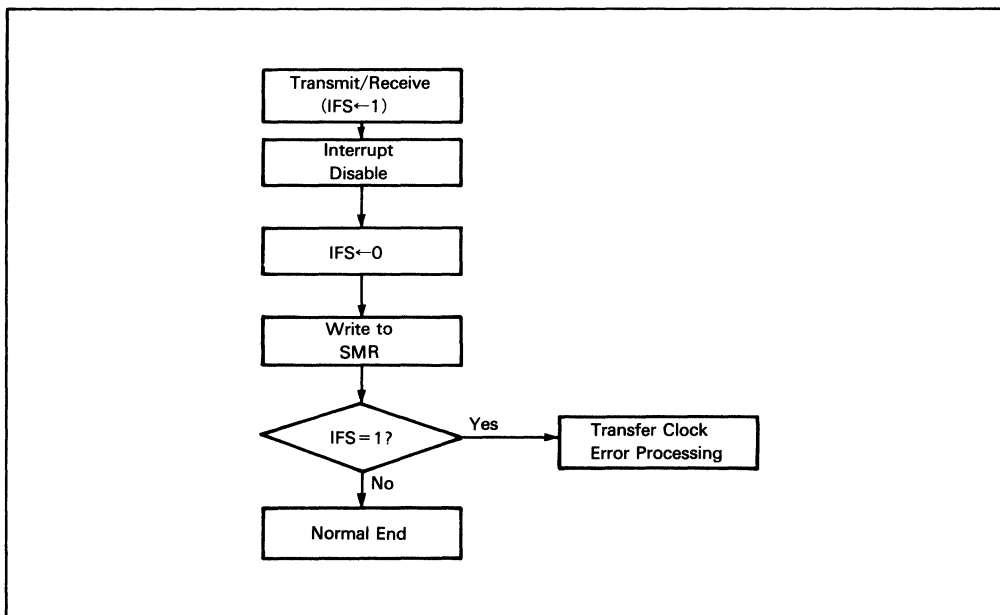 Transmit/Receive
(IFS←1)
Interrupt
Disable
IFS←0
Write to
SMR
IFS=1?
Yes
Transfer Clock
Error Processing
No
Normal End